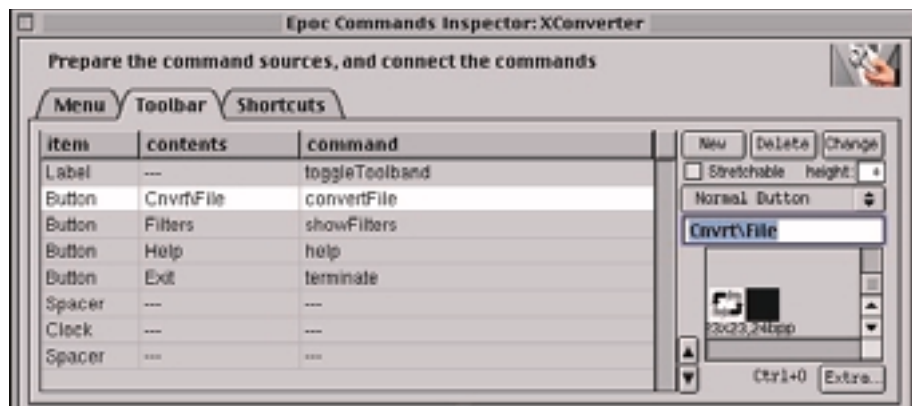 Epoc Commands Inspector: XConverter
Prepare the command sources, and connect the commands
Menu Toolbar Shortcuts
item contents command
Label --- toggleToolband
Button Cnvrt\File convertFile
Button Filters showFilters
Button Help help
Button Exit terminate
Spacer --- ---
Clock --- ---
Spacer --- ---
New Delete Change
Stretchable height:
Normal Button
Cnvrt\File
23x23,24bpp
Ctrl+O Extra...